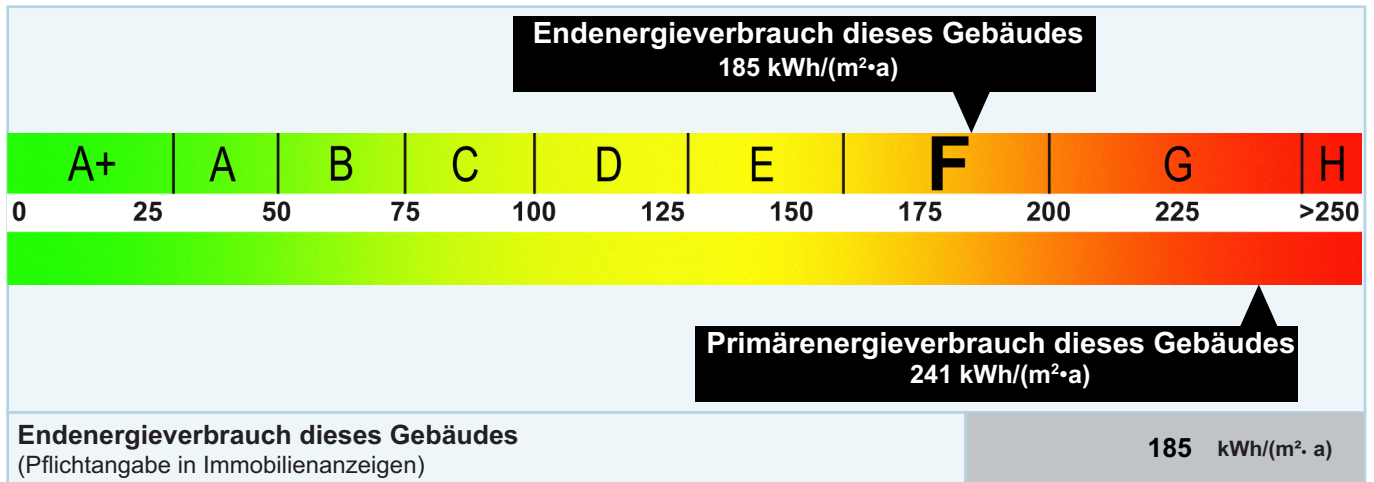 Endenergieverbrauch dieses Gebäudes
185 kWh/(m²•a)
A+ A B C D E F G H
0 25 50 75 100 125 150 175 200 225 >250
Primärenergieverbrauch dieses Gebäudes
241 kWh/(m²•a)
Endenergieverbrauch dieses Gebäudes
(Pflichtangabe in Immobilienanzeigen)
185 kWh/(m²· a)